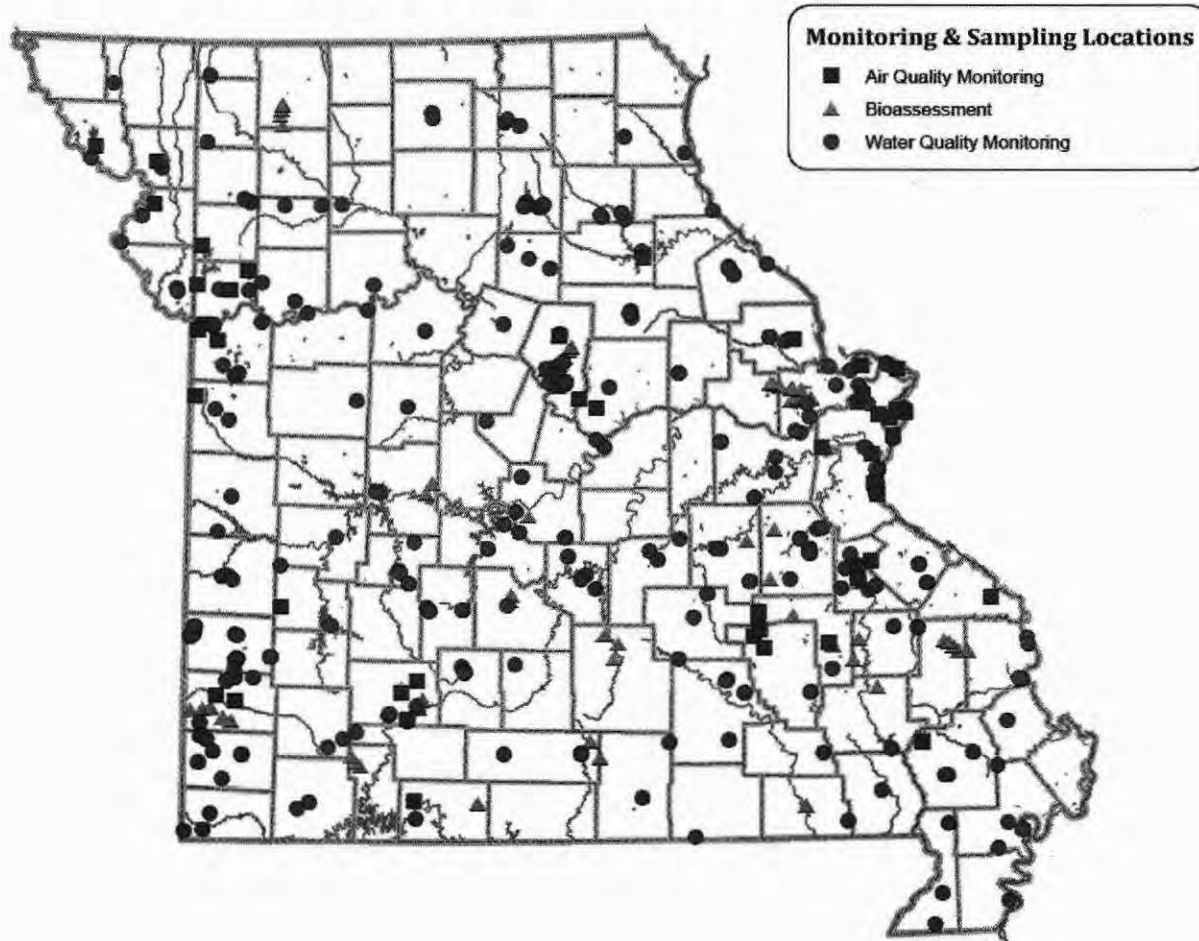 Monitoring & Sampling Locations
Air Quality Monitoring
Bioassessment
Water Quality Monitoring